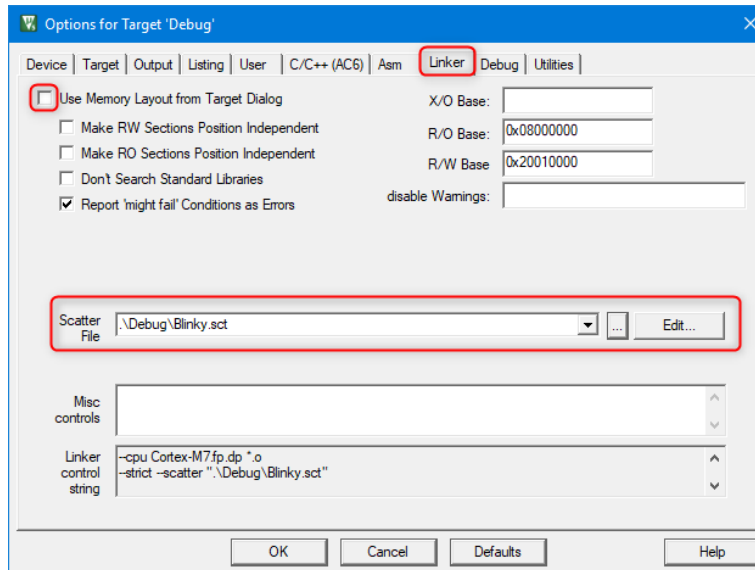 Options for Target 'Debug'
Device | Target | Output | Listing | User | C/C++ (AC6) | Asm | Linker | Debug | Utilities |
Use Memory Layout from Target Dialog
Make RW Sections Position Independent
Make RO Sections Position Independent
Don't Search Standard Libraries
Report 'might fail' Conditions as Errors
X/O Base:
R/O Base: 0x08000000
R/W Base 0x20010000
disable Warnings:
Scatter
File
.\Debug\Blinky.sct
...
Edit...
Misc
controls
Linker
control
string
--cpu Cortex-M7.fp.dp *.o
--strict --scatter ".\Debug\Blinky.sct"
OK
Cancel
Defaults
Help